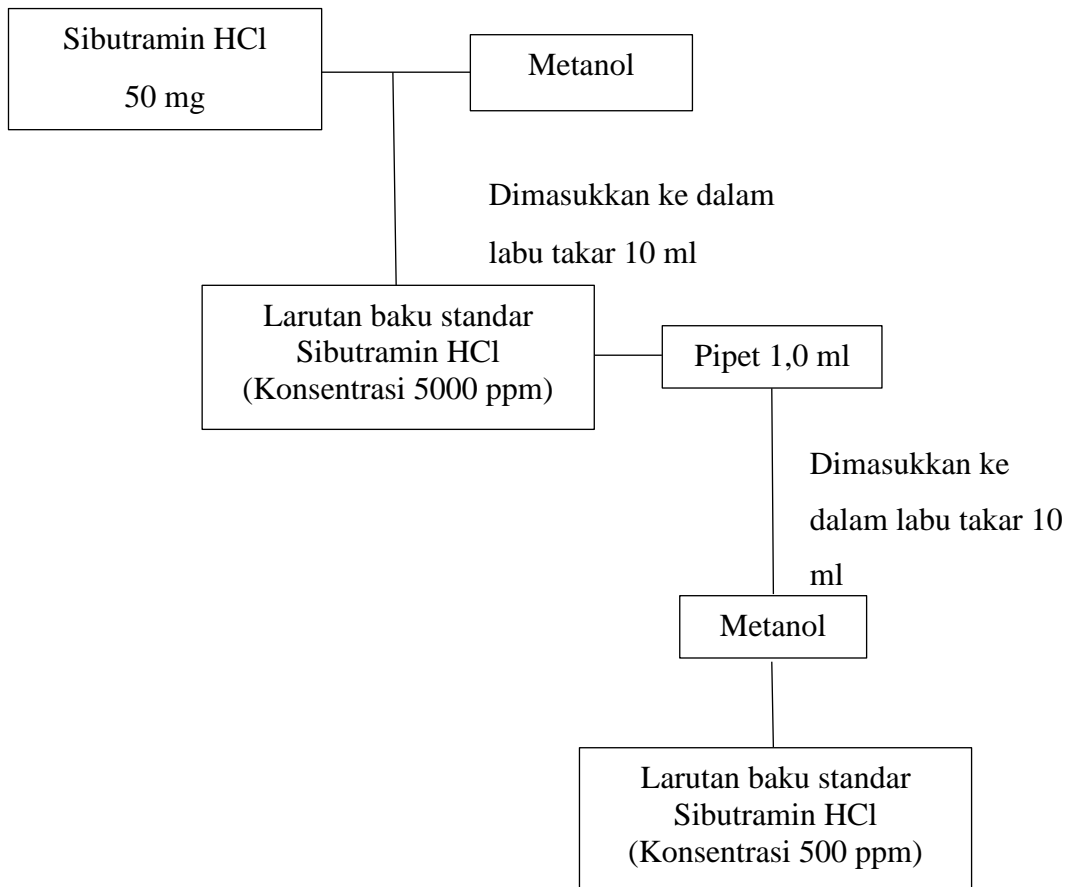 Sibutramin HCl
50 mg
Metanol
Dimasukkan ke dalam
labu takar 10 ml
Larutan baku standar
Sibutramin HCl
(Konsentrasi 5000 ppm)
Pipet 1,0 ml
Dimasukkan ke
dalam labu takar 10
ml
Metanol
Larutan baku standar
Sibutramin HCl
(Konsentrasi 500 ppm)